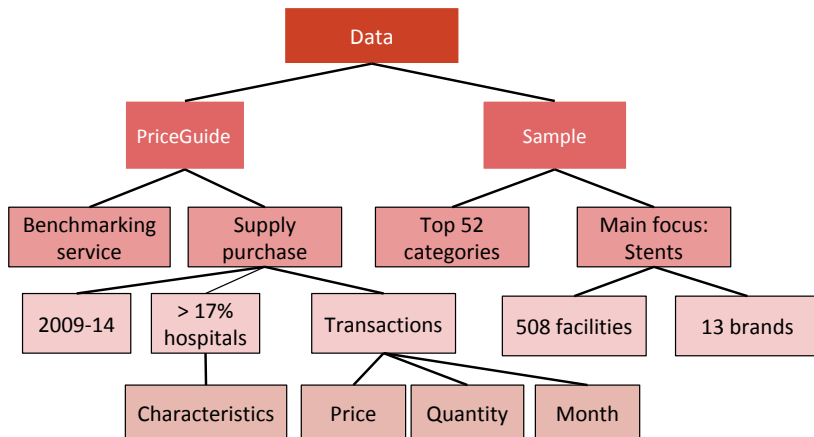 Data
PriceGuide
Sample
Benchmarking
service
Supply
purchase
Top 52
categories
Main focus:
Stents
2009-14
> 17%
hospitals
Transactions
508 facilities
13 brands
Characteristics
Price
Quantity
Month